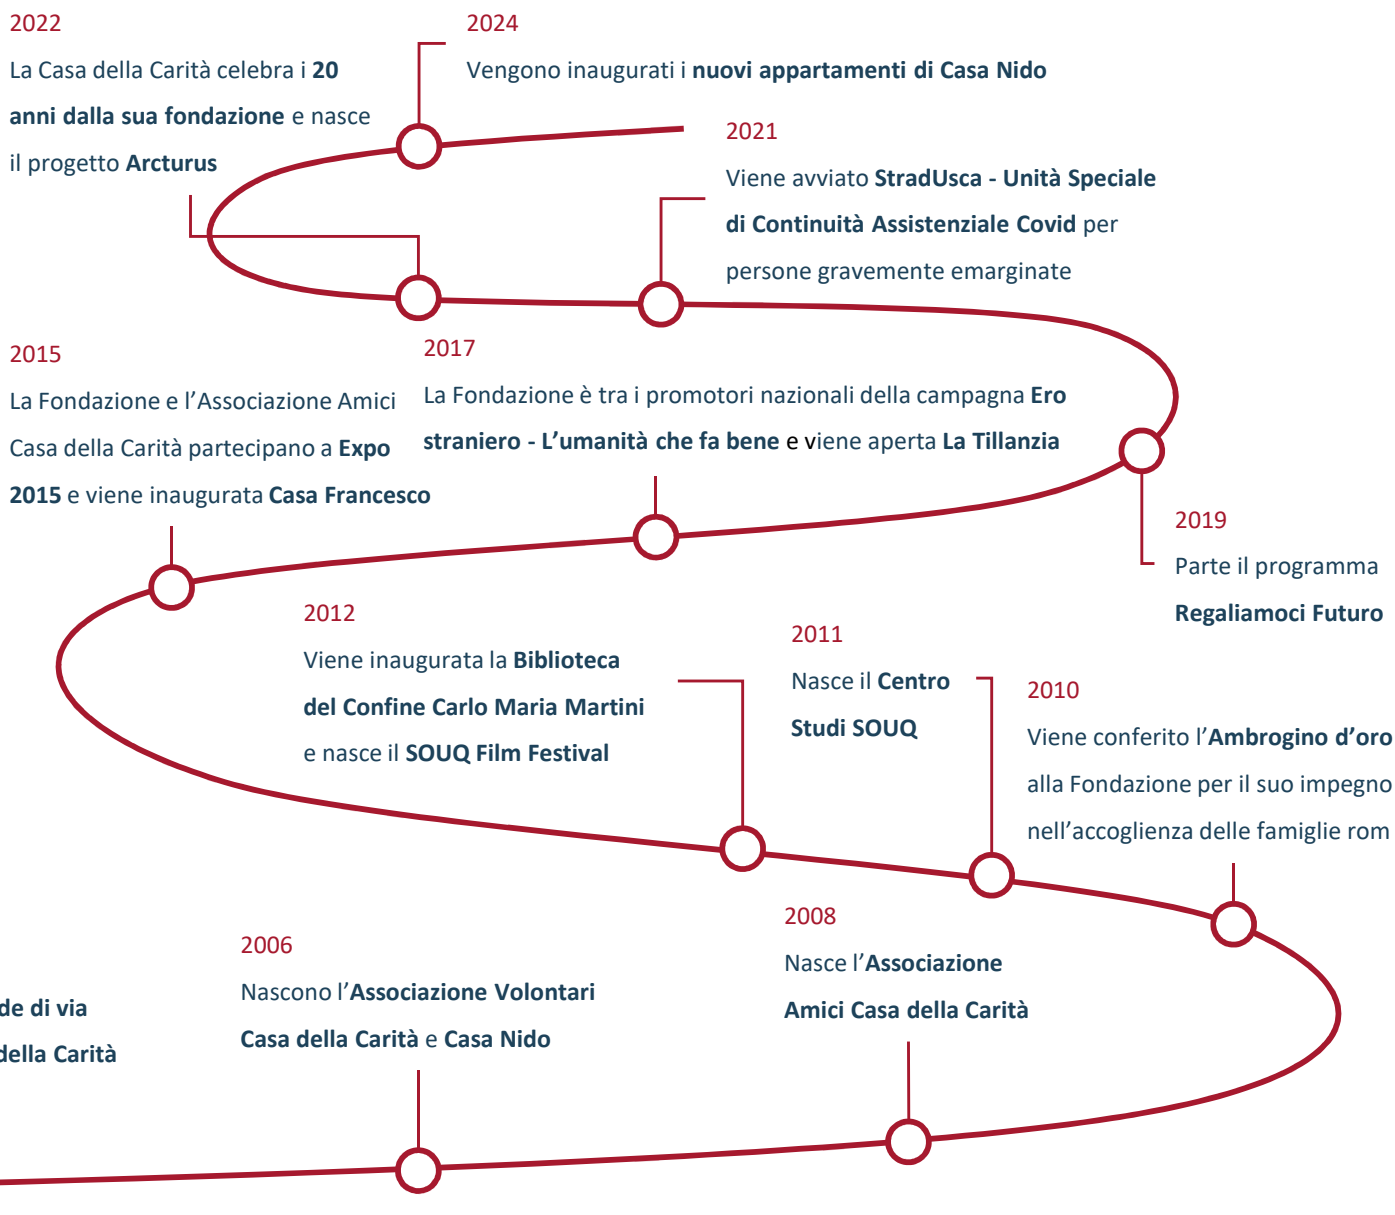 2022
La Casa della Carità celebra i 20
anni dalla sua fondazione e nasce
il progetto Arcturus
2024
Vengono inaugurati i nuovi appartamenti di Casa Nido
2021
Viene avviato StradUsca - Unità Speciale
di Continuità Assistenziale Covid per
persone gravemente emarginate
2015
La Fondazione e l’Associazione Amici
Casa della Carità partecipano a Expo
2015 e viene inaugurata Casa Francesco
2017
La Fondazione è tra i promotori nazionali della campagna Ero
straniero - L’umanità che fa bene e viene aperta La Tillanzia
2019
Parte il programma
Regaliamoci Futuro
2012
Viene inaugurata la Biblioteca
del Confine Carlo Maria Martini
e nasce il SOUQ Film Festival
2011
Nasce il Centro
Studi SOUQ
2010
Viene conferito l’Ambrogino d’oro
alla Fondazione per il suo impegno
nell’accoglienza delle famiglie rom
de di via
della Carità
2006
Nascono l’Associazione Volontari
Casa della Carità e Casa Nido
2008
Nasce l’Associazione
Amici Casa della Carità